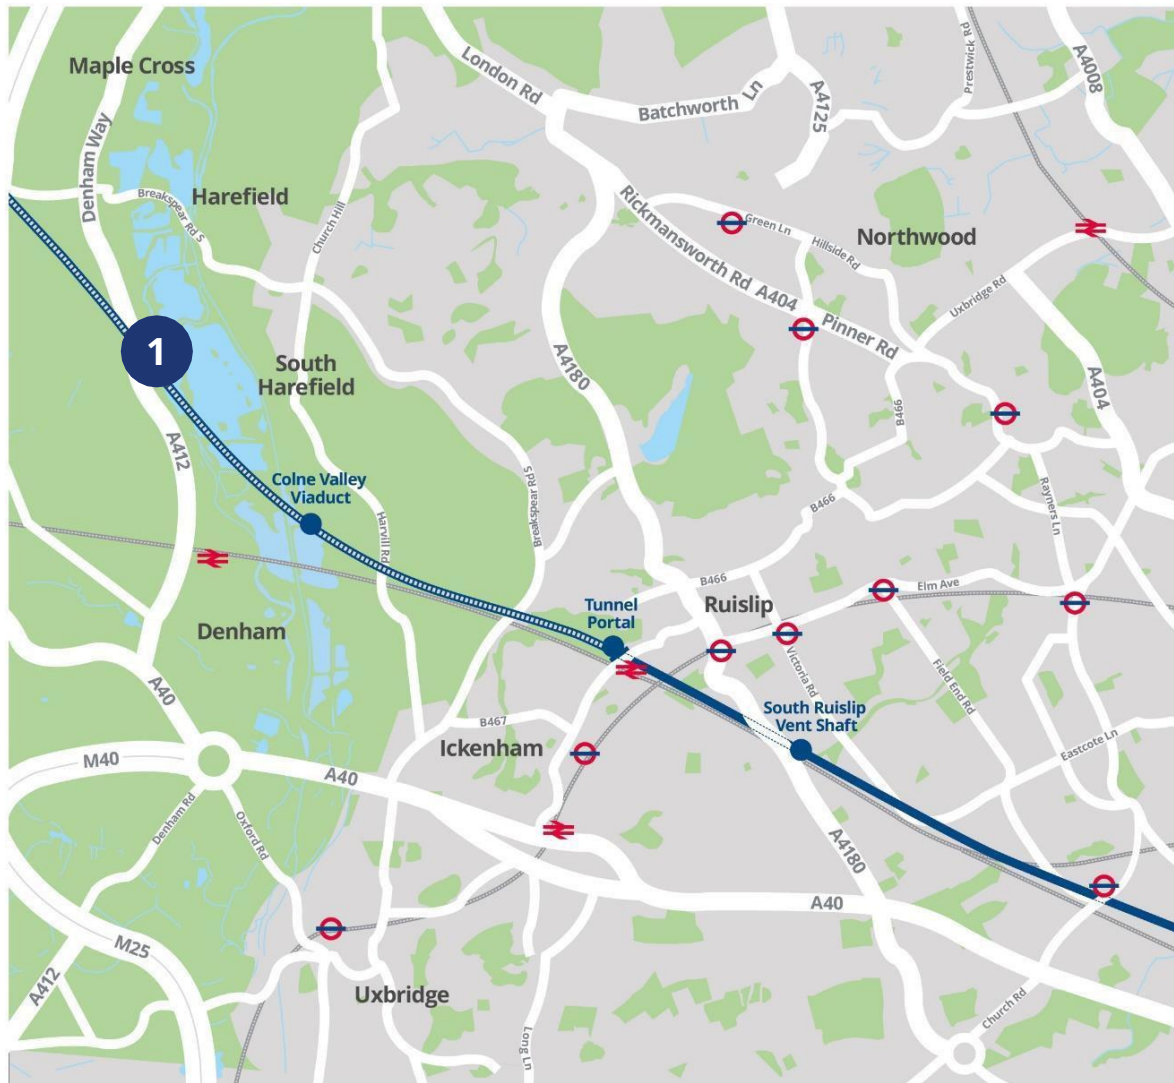 Maple Cross
London Rd
Batchworth Ln
A4125
Prestwick Rd
A4008
Denham Way
Breakspear Rd S
Harefield
Church Hill
Rickmansworth Rd A404
Green Ln
Hillside Rd
Northwood
Uxbridge Rd
Pinner Rd
1
South
Harefield
A4180
B466
A404
A412
Colne Valley
Viaduct
Harvill Rd
Breakspear Rd S
B466
Rayners Ln
B466
Elm Ave
Denham
Tunnel
Portal
Ruislip
Victoria Rd
Field End Rd
A40
B467
Ickenham
South Ruislip
Vent Shaft
Eastcote Ln
M40
A40
Denham Rd
Oxford Rd
A4180
A40
M25
A412
Uxbridge
Long Ln
Church Rd